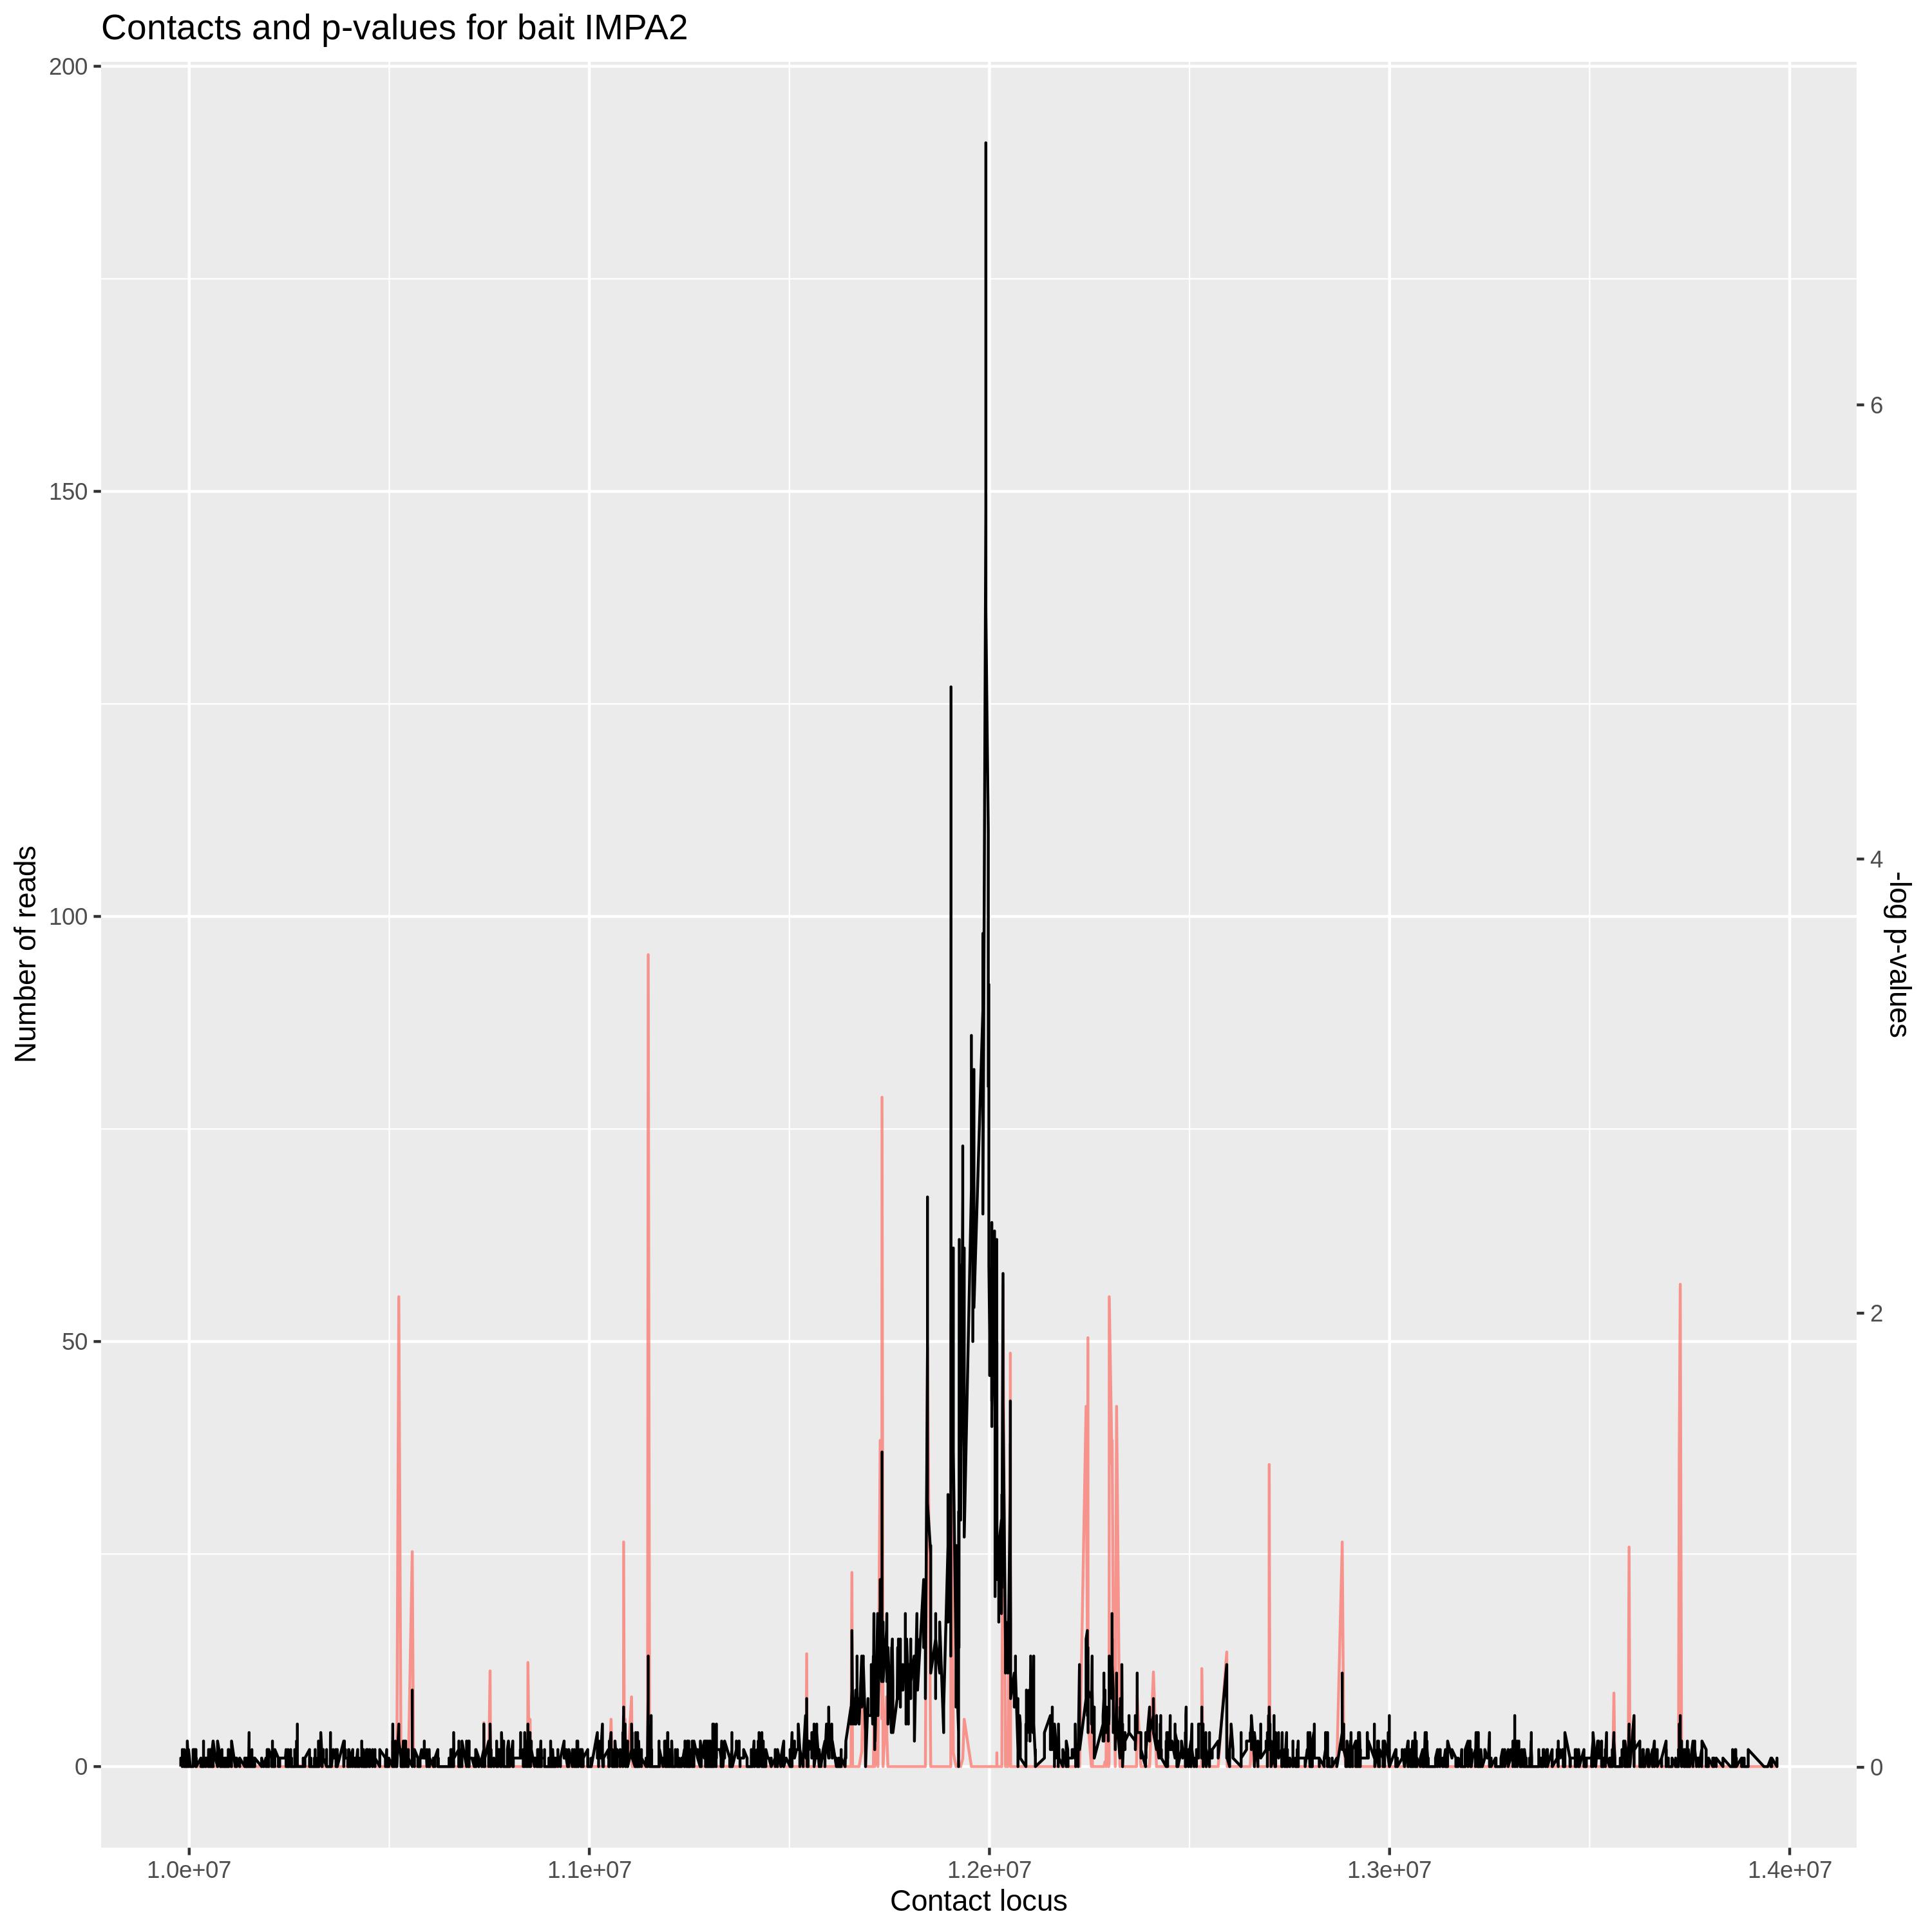 Contacts and p-values for bait IMPA2
200
150
100
50
0
Number of reads
6
4
2
0
-log p-values
1.0e+07
1.1e+07
1.2e+07
1.3e+07
1.4e+07
Contact locus